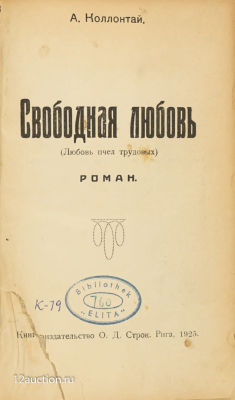 А. Коллонтай,
Свободная любовь
(Любовь пчел трудовых)
РОМАН.
Bibliothek
760
"ELITA"
К-79
Книгоиздательство О. Д. Строк. Рига, 1925.
12auction.ru